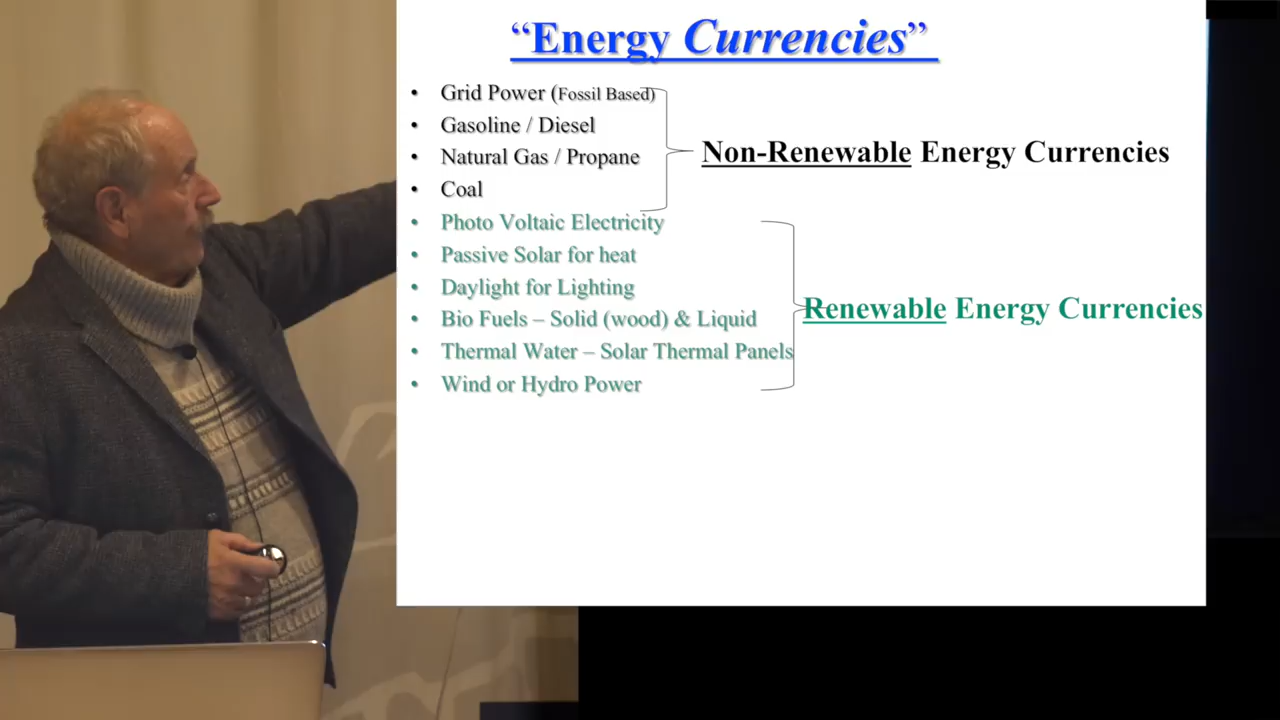 “Energy Currencies”
• Grid Power (Fossil Based)
• Gasoline / Diesel
• Natural Gas / Propane
• Coal
Non-Renewable Energy Currencies
• Photo Voltaic Electricity
• Passive Solar for heat
• Daylight for Lighting
• Bio Fuels – Solid (wood) & Liquid
• Thermal Water – Solar Thermal Panels
• Wind or Hydro Power
Renewable Energy Currencies